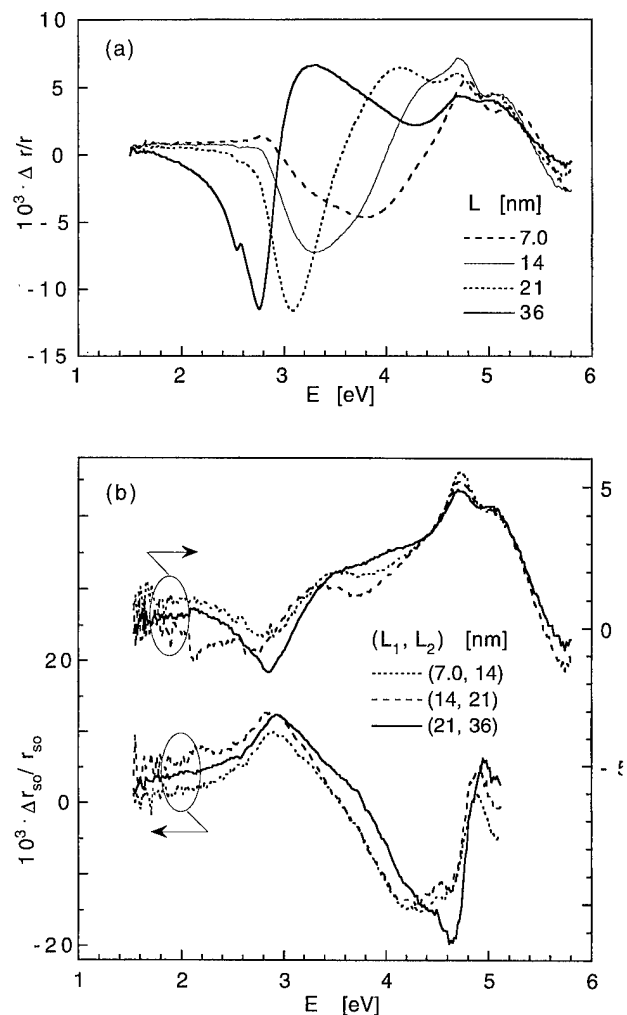 (a)
10
5
0
- 5
- 10
- 15
10³ · Δ r/r
L [nm]
7.0
14
21
36
1 2 3 4 5 6
E [eV]
(b)
5
0
- 5
20
0
- 20
10³ · Δr_so/ r_so
(L₁, L₂) [nm]
(7.0, 14)
(14, 21)
(21, 36)
1 2 3 4 5 6
E [eV]